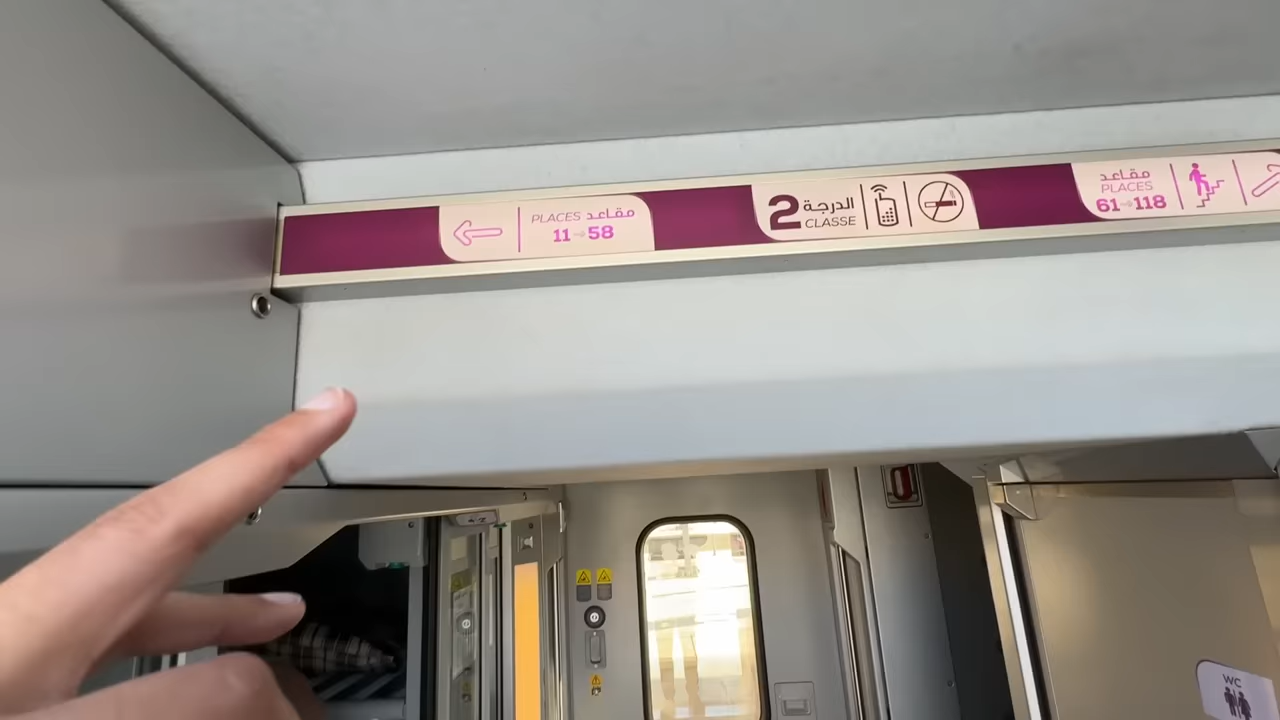 PLACES مقاعد
11 → 58
2 الدرجة
CLASSE
مقاعد
PLACES
61 → 118
WC